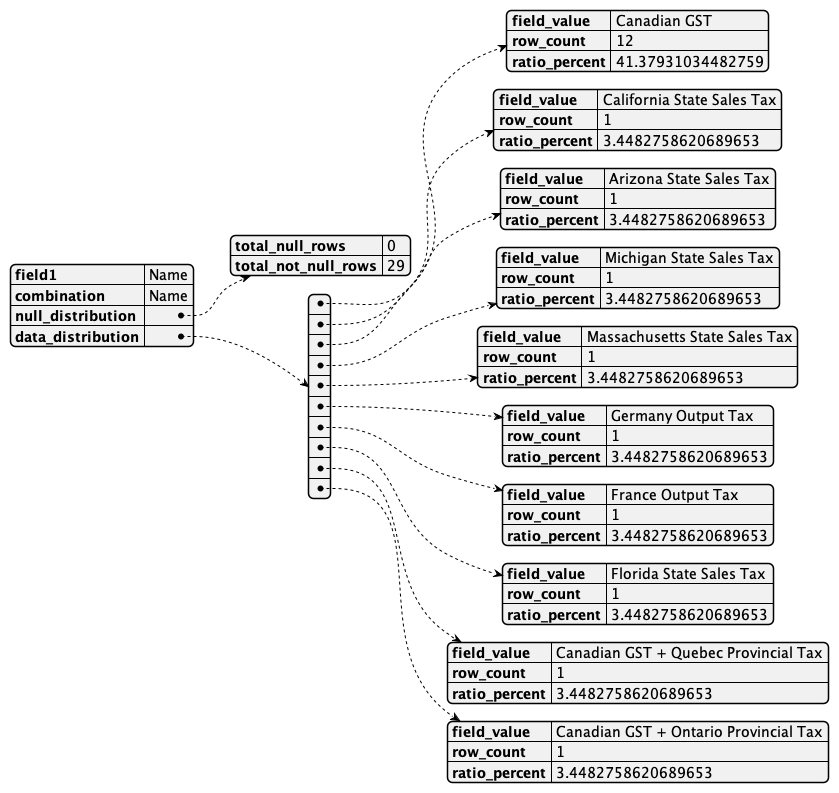 field1 Name
combination Name
null_distribution
data_distribution
total_null_rows 0
total_not_null_rows 29
field_value Canadian GST
row_count 12
ratio_percent 41.37931034482759
field_value California State Sales Tax
row_count 1
ratio_percent 3.4482758620689653
field_value Arizona State Sales Tax
row_count 1
ratio_percent 3.4482758620689653
field_value Michigan State Sales Tax
row_count 1
ratio_percent 3.4482758620689653
field_value Massachusetts State Sales Tax
row_count 1
ratio_percent 3.4482758620689653
field_value Germany Output Tax
row_count 1
ratio_percent 3.4482758620689653
field_value France Output Tax
row_count 1
ratio_percent 3.4482758620689653
field_value Florida State Sales Tax
row_count 1
ratio_percent 3.4482758620689653
field_value Canadian GST + Quebec Provincial Tax
row_count 1
ratio_percent 3.4482758620689653
field_value Canadian GST + Ontario Provincial Tax
row_count 1
ratio_percent 3.4482758620689653